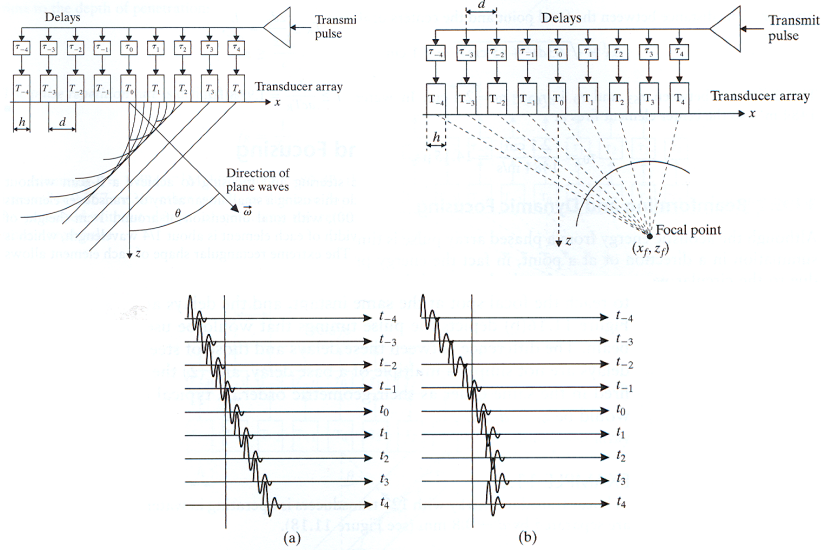 Delays
Transmi
pulse
τ₋₄ τ₋₃ τ₋₂ τ₋₁ τ₀ τ₁ τ₂ τ₃ τ₄
T₋₄ T₋₃ T₋₂ T₋₁ T₀ T₁ T₂ T₃ T₄
Transducer array
x
h
d
Direction of
plane waves
θ
ω
z
d
Delays
Transmit
pulse
τ₋₄ τ₋₃ τ₋₂ τ₋₁ τ₀ τ₁ τ₂ τ₃ τ₄
T₋₄ T₋₃ T₋₂ T₋₁ T₀ T₁ T₂ T₃ T₄
Transducer array
x
h
z
Focal point
(x_f, z_f)
t₋₄
t₋₃
t₋₂
t₋₁
t₀
t₁
t₂
t₃
t₄
(a)
t₋₄
t₋₃
t₋₂
t₋₁
t₀
t₁
t₂
t₃
t₄
(b)